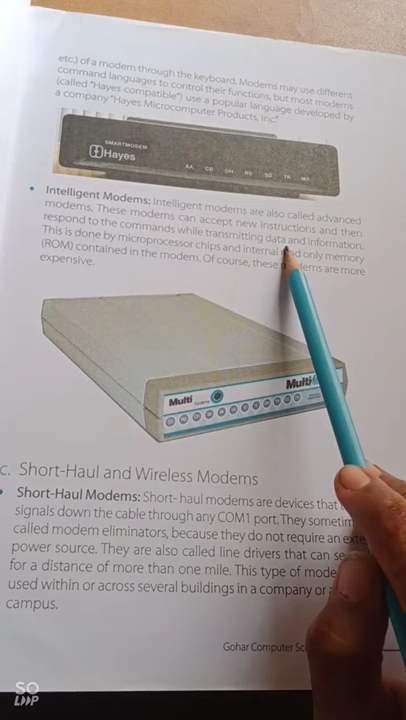 etc.) of a modem through the keyboard. Modems may use different
command languages to control their functions, but most modems
(called "Hayes compatible") use a popular language developed by
a company "Hayes Microcomputer Products, Inc."
SMARTMODEM
Hayes
AA CD OH RD SD TR MR
• Intelligent Modems: Intelligent modems are also called advanced
modems. These modems can accept new instructions and then
respond to the commands while transmitting data and information.
This is done by microprocessor chips and internal read only memory
(ROM) contained in the modem. Of course, these modems are more
expensive.
Multi
Systems
Multi
c. Short-Haul and Wireless Modems
• Short-Haul Modems: Short- haul modems are devices that
signals down the cable through any COM1 port. They sometim
called modem eliminators, because they do not require an exte
power source. They are also called line drivers that can se
for a distance of more than one mile. This type of mode
used within or across several buildings in a company or a
campus.
Gohar Computer Sci
SO
LOOP